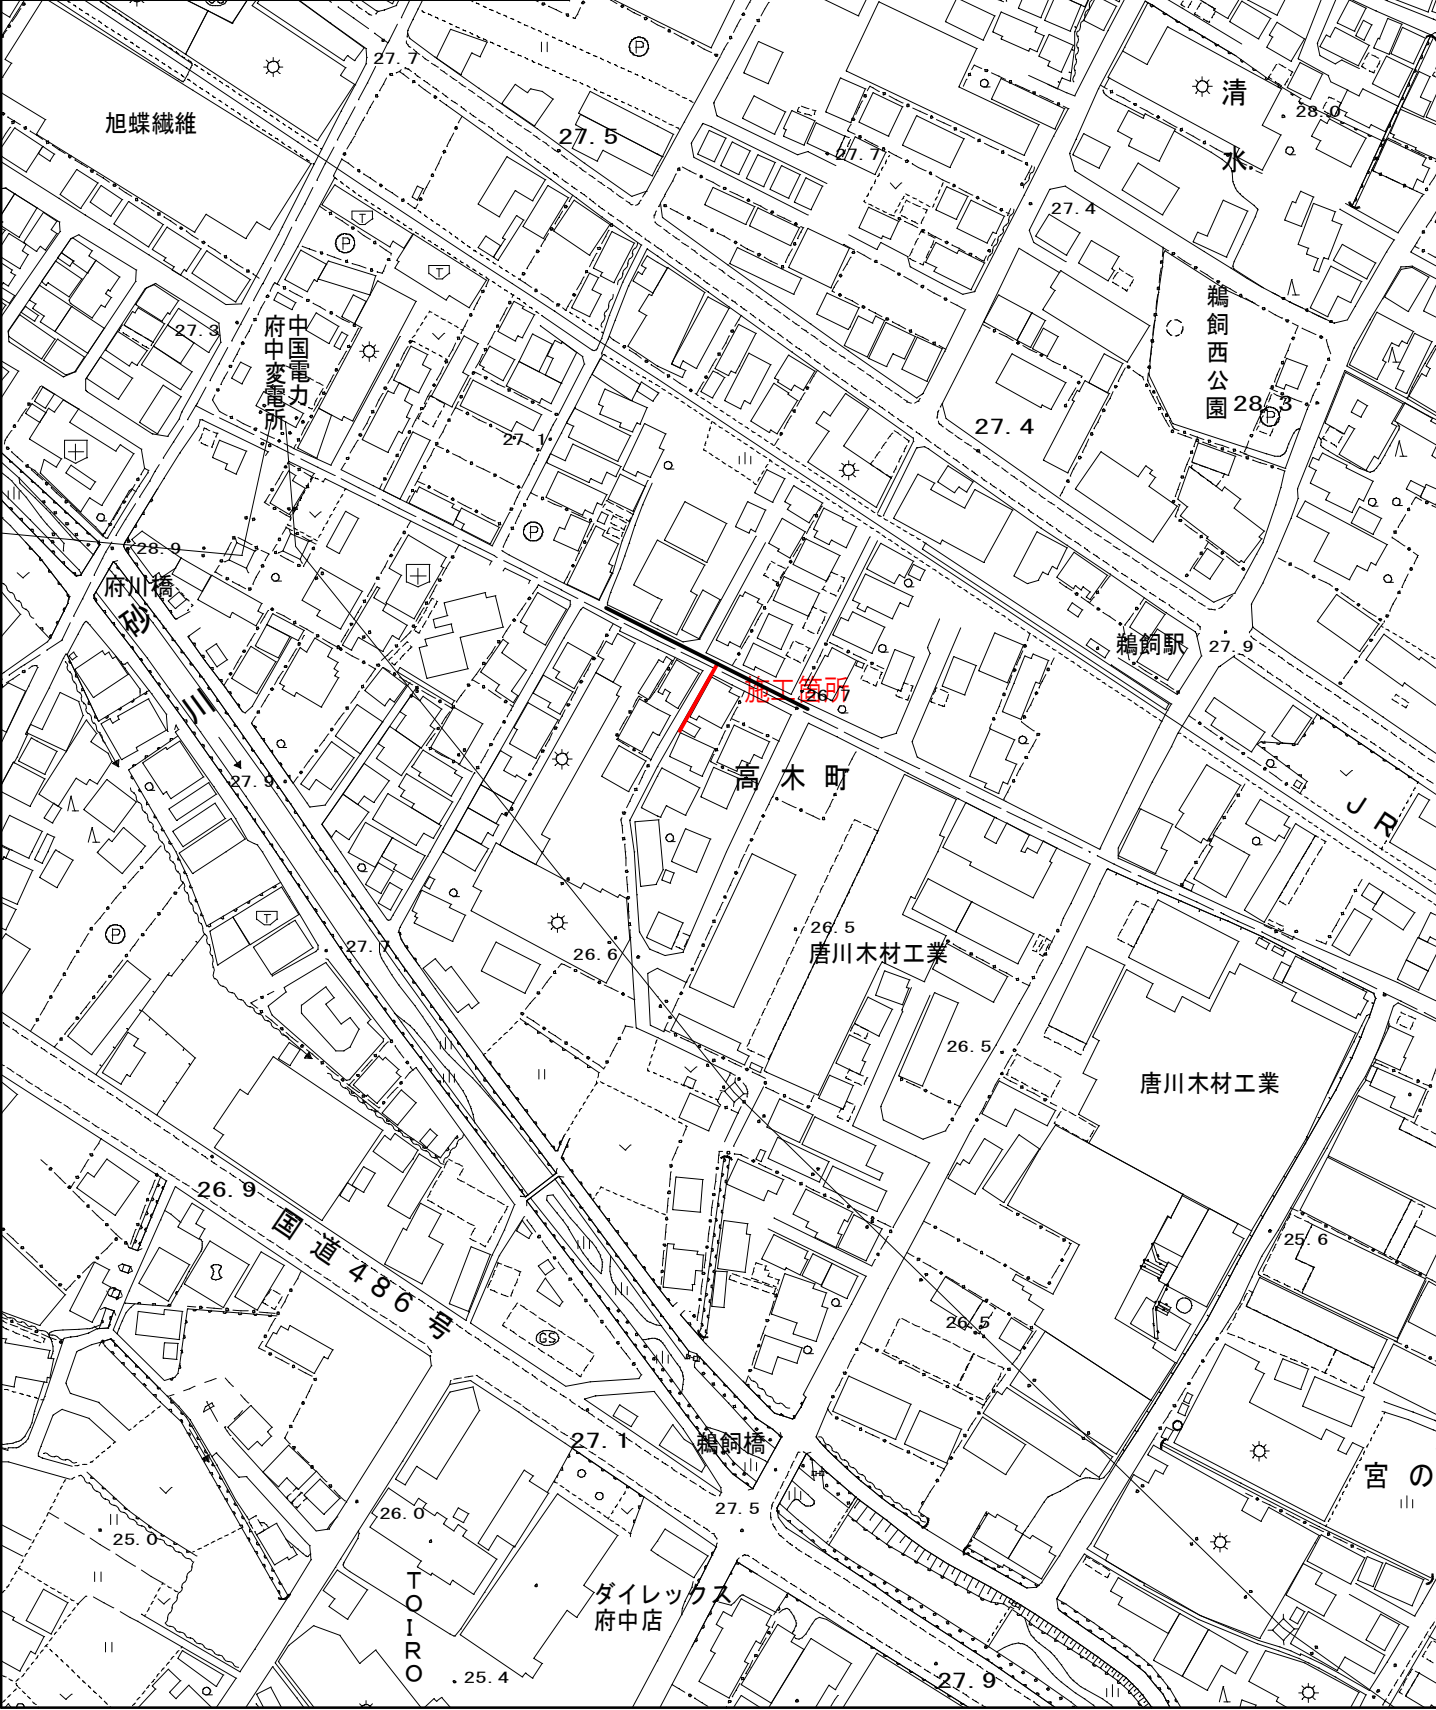 27.7
Ⓟ
旭蝶繊維
27.5
27.7
清水
28.0
27.4
Ⓟ
27.3
中国電力
府中変電所
鵜飼西公園
28.3
Ⓟ
27.4
27.1
Ⓟ
28.9
府川橋
砂川
鵜飼駅
27.9
施工箇所
26.7
高木町
27.9
JR
Ⓟ
27.7
26.6
26.5
唐川木材工業
26.5
唐川木材工業
26.9
国道486号
25.6
GS
26.5
27.1
鵜飼橋
宮の
27.5
26.0
25.0
TOIRO
ダイレックス
府中店
25.4
27.9